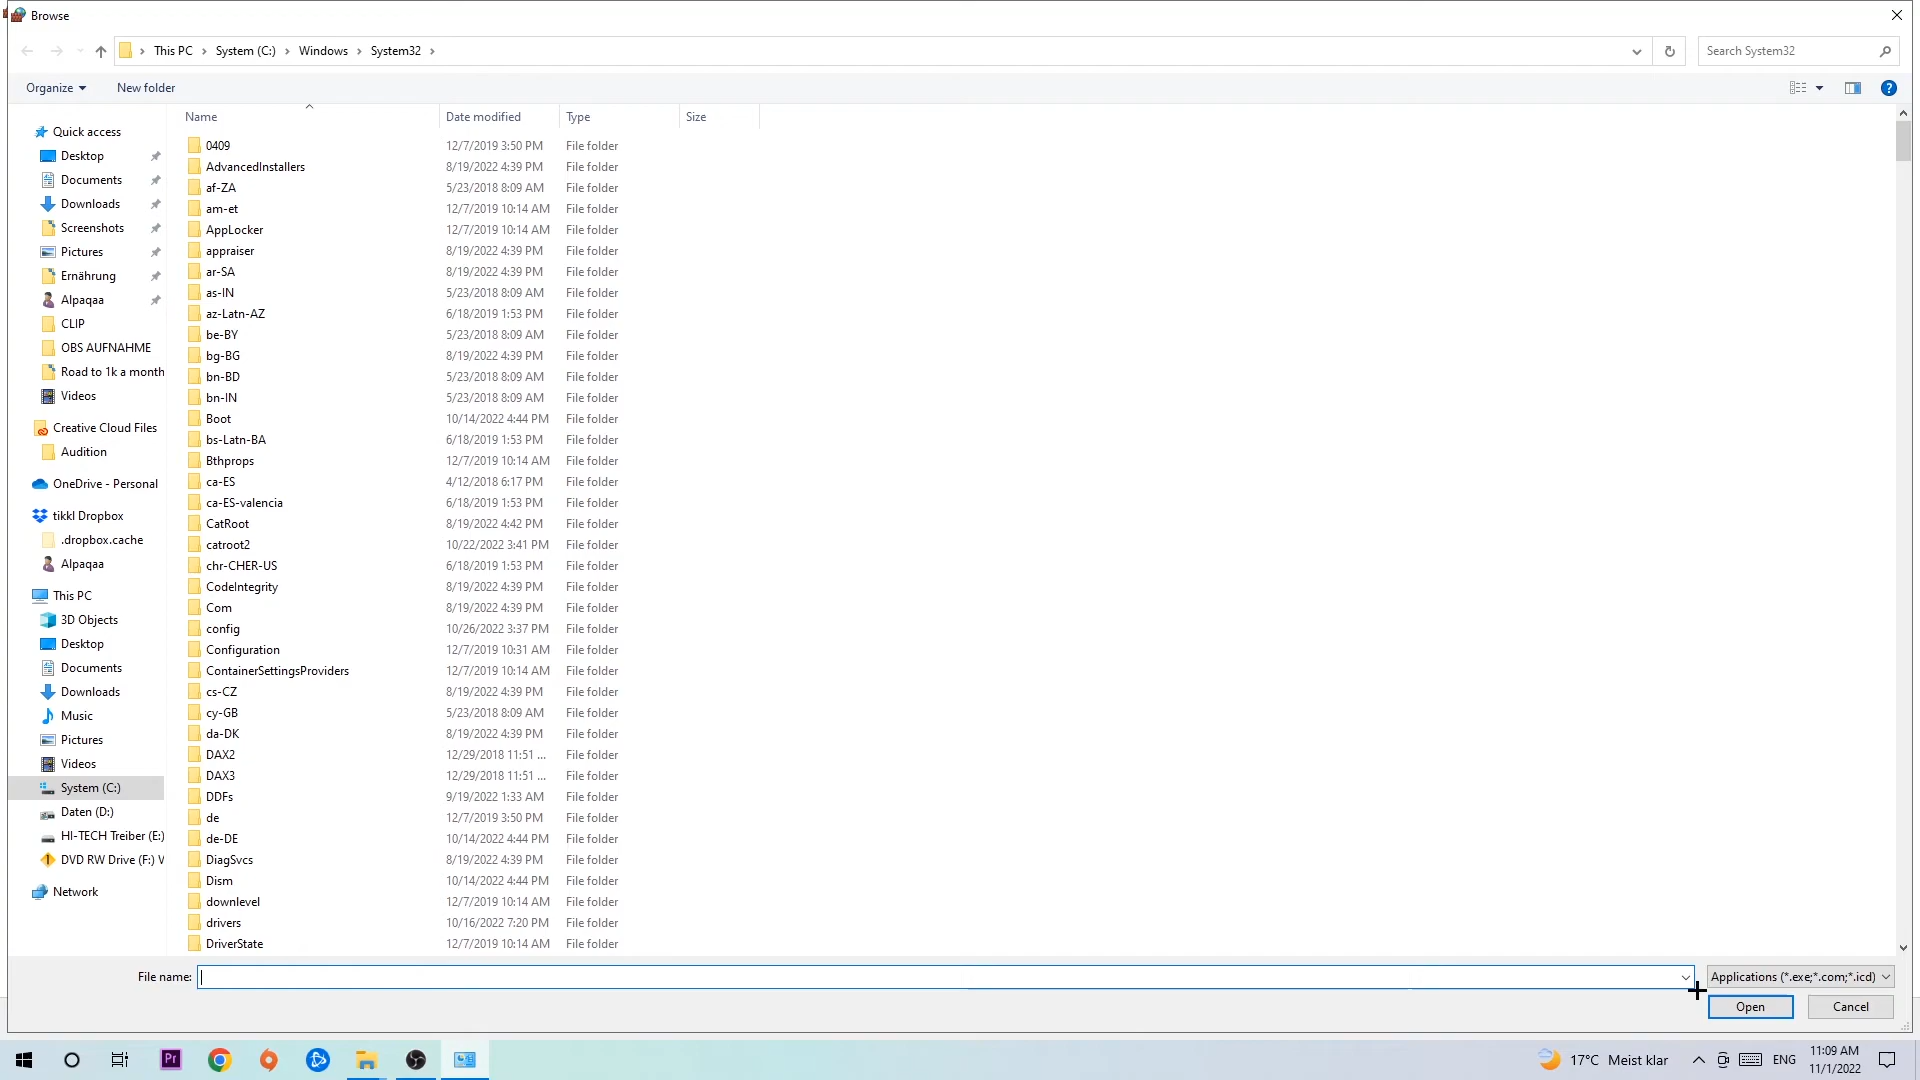 Browse
This PC > System (C:) > Windows > System32 >
Search System32
Organize
New folder
Name
Date modified
Type
Size
Quick access
Desktop
Documents
Downloads
Screenshots
Pictures
Ernährung
Alpaqaa
CLIP
OBS AUFNAHME
Road to 1k a month
Videos
Creative Cloud Files
Audition
OneDrive - Personal
tikkl Dropbox
.dropbox.cache
Alpaqaa
This PC
3D Objects
Desktop
Documents
Downloads
Music
Pictures
Videos
System (C:)
Daten (D:)
HI-TECH Treiber (E:)
DVD RW Drive (F:) V
Network
0409 12/7/2019 3:50 PM File folder
AdvancedInstallers 8/19/2022 4:39 PM File folder
af-ZA 5/23/2018 8:09 AM File folder
am-et 12/7/2019 10:14 AM File folder
AppLocker 12/7/2019 10:14 AM File folder
appraiser 8/19/2022 4:39 PM File folder
ar-SA 8/19/2022 4:39 PM File folder
as-IN 5/23/2018 8:09 AM File folder
az-Latn-AZ 6/18/2019 1:53 PM File folder
be-BY 5/23/2018 8:09 AM File folder
bg-BG 8/19/2022 4:39 PM File folder
bn-BD 5/23/2018 8:09 AM File folder
bn-IN 5/23/2018 8:09 AM File folder
Boot 10/14/2022 4:44 PM File folder
bs-Latn-BA 6/18/2019 1:53 PM File folder
Bthprops 12/7/2019 10:14 AM File folder
ca-ES 4/12/2018 6:17 PM File folder
ca-ES-valencia 6/18/2019 1:53 PM File folder
CatRoot 8/19/2022 4:42 PM File folder
catroot2 10/22/2022 3:41 PM File folder
chr-CHER-US 6/18/2019 1:53 PM File folder
CodeIntegrity 8/19/2022 4:39 PM File folder
Com 8/19/2022 4:39 PM File folder
config 10/26/2022 3:37 PM File folder
Configuration 12/7/2019 10:31 AM File folder
ContainerSettingsProviders 12/7/2019 10:14 AM File folder
cs-CZ 8/19/2022 4:39 PM File folder
cy-GB 5/23/2018 8:09 AM File folder
da-DK 8/19/2022 4:39 PM File folder
DAX2 12/29/2018 11:51 ... File folder
DAX3 12/29/2018 11:51 ... File folder
DDFs 9/19/2022 1:33 AM File folder
de 12/7/2019 3:50 PM File folder
de-DE 10/14/2022 4:44 PM File folder
DiagSvcs 8/19/2022 4:39 PM File folder
Dism 10/14/2022 4:44 PM File folder
downlevel 12/7/2019 10:14 AM File folder
drivers 10/16/2022 7:20 PM File folder
DriverState 12/7/2019 10:14 AM File folder
File name:
Applications (*.exe;*.com;*.icd)
Open
Cancel
Pr
17°C Meist klar
ENG
11:09 AM
11/1/2022